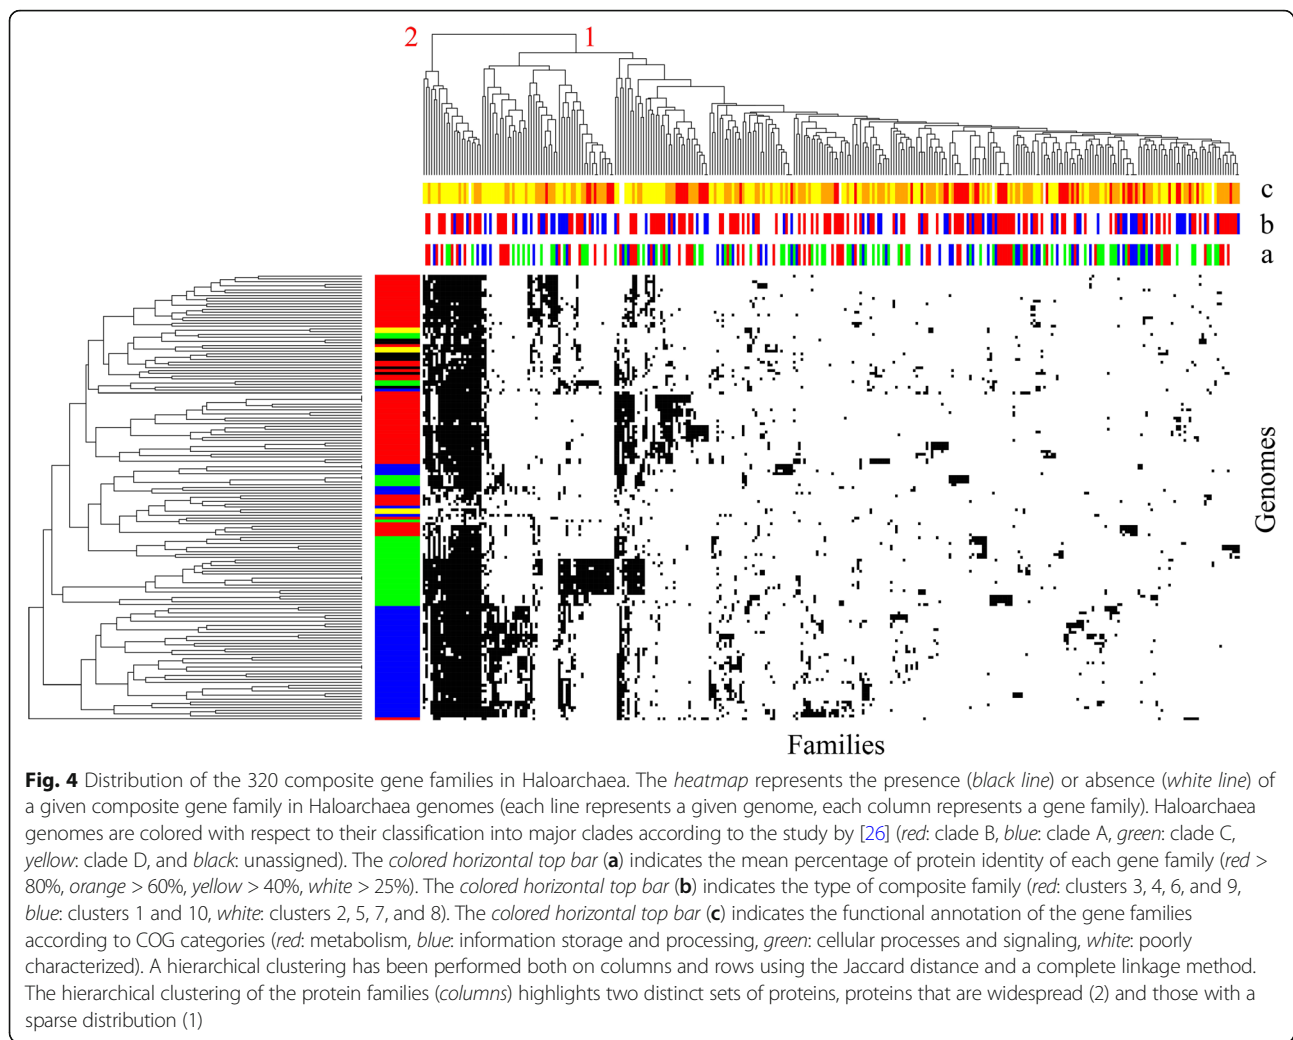 2
1
c
b
a
Genomes
Families
Fig. 4 Distribution of the 320 composite gene families in Haloarchaea. The heatmap represents the presence (black line) or absence (white line) of
a given composite gene family in Haloarchaea genomes (each line represents a given genome, each column represents a gene family). Haloarchaea
genomes are colored with respect to their classification into major clades according to the study by [26] (red: clade B, blue: clade A, green: clade C,
yellow: clade D, and black: unassigned). The colored horizontal top bar (a) indicates the mean percentage of protein identity of each gene family (red >
80%, orange > 60%, yellow > 40%, white > 25%). The colored horizontal top bar (b) indicates the type of composite family (red: clusters 3, 4, 6, and 9,
blue: clusters 1 and 10, white: clusters 2, 5, 7, and 8). The colored horizontal top bar (c) indicates the functional annotation of the gene families
according to COG categories (red: metabolism, blue: information storage and processing, green: cellular processes and signaling, white: poorly
characterized). A hierarchical clustering has been performed both on columns and rows using the Jaccard distance and a complete linkage method.
The hierarchical clustering of the protein families (columns) highlights two distinct sets of proteins, proteins that are widespread (2) and those with a
sparse distribution (1)